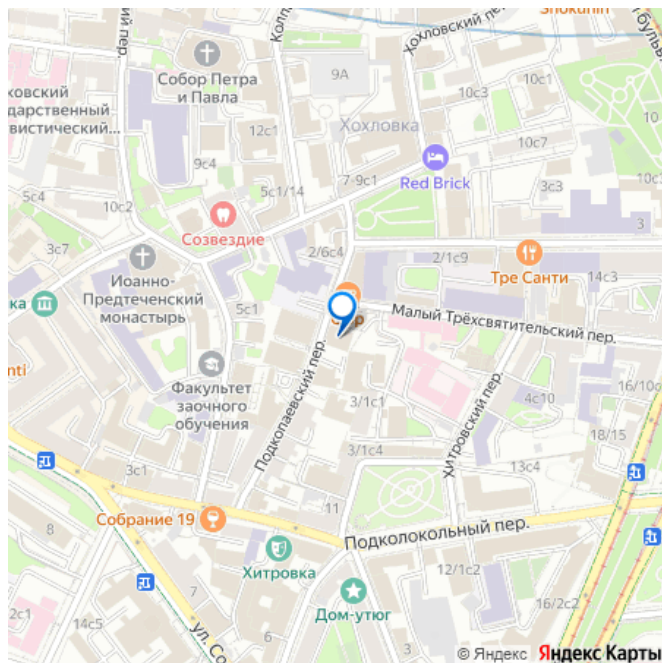 Shokunin
Хохловский пер.
пер.
Собор Петра
и Павла
9А
10с1
10с3
Хохловка
12с1
10с7
9с4
7-9с1
Red Brick
5с1/14
3с3
10с2
Созвездие
3
3с7
2/6с4
2/1с9
Тре Санти
14с3
Иоанно-
Предтеченский
монастырь
5с1
Малый Трёхсвятительский пер.
Факультет
заочного
обучения
Подкопаевский пер.
3/1с1
Хитровский пер.
4с10
16/10
18/15
3/1с4
13с4
3с1
Собрание 19
11
Подколокольный пер.
8
Хитровка
12/1с2
Дом-утюг
16/2с2
2с1
14с5
ул.
© Яндекс Яндекс Карты